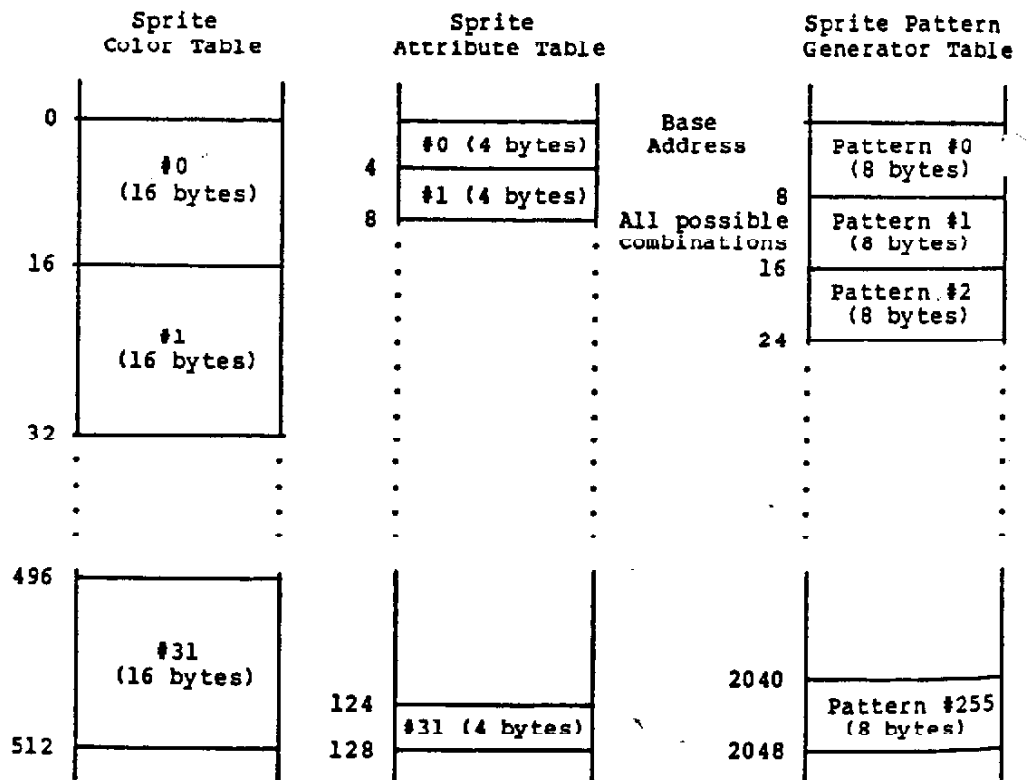 Sprite
Color Table
Sprite
Attribute Table
Sprite Pattern
Generator Table
0
#0
(16 bytes)
16
#1
(16 bytes)
32
496
#31
(16 bytes)
512
#0 (4 bytes)
4
#1 (4 bytes)
8
124
#31 (4 bytes)
128
Base
Address
Pattern #0
(8 bytes)
8
All possible
combinations
Pattern #1
(8 bytes)
16
Pattern #2
(8 bytes)
24
2040
Pattern #255
(8 bytes)
2048